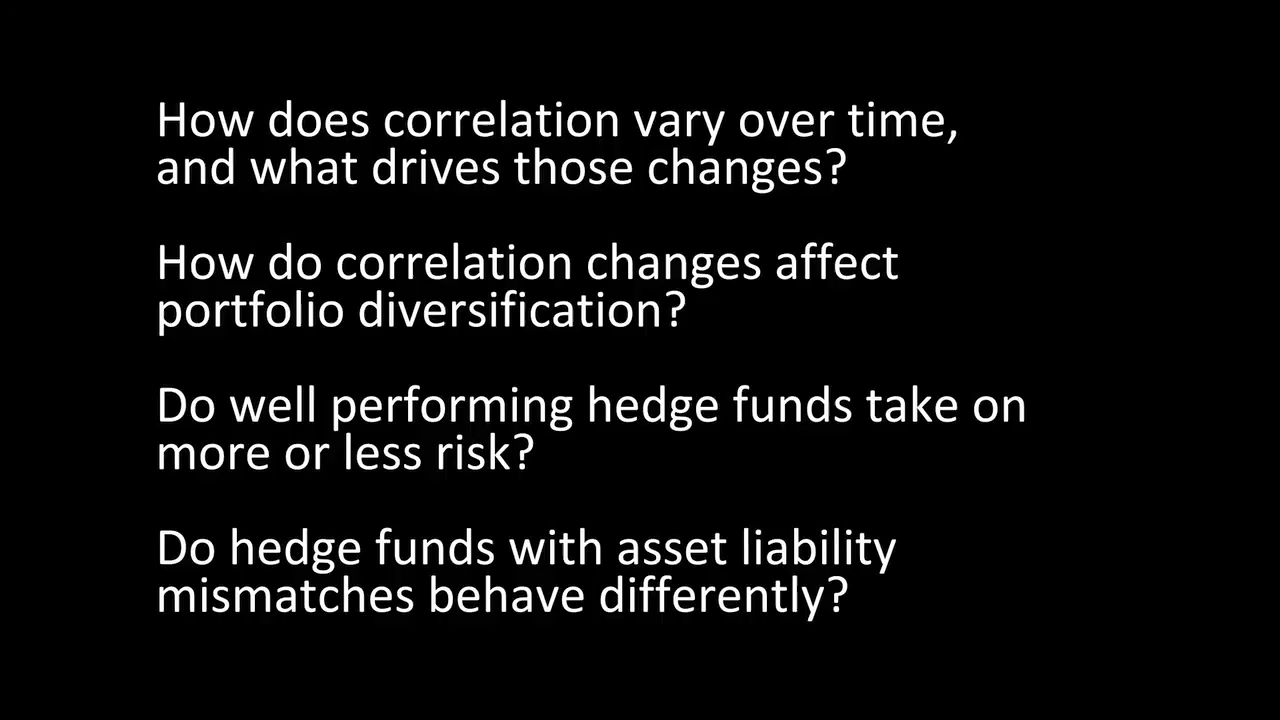 How does correlation vary over time,
and what drives those changes?
How do correlation changes affect
portfolio diversification?
Do well performing hedge funds take on
more or less risk?
Do hedge funds with asset liability
mismatches behave differently?